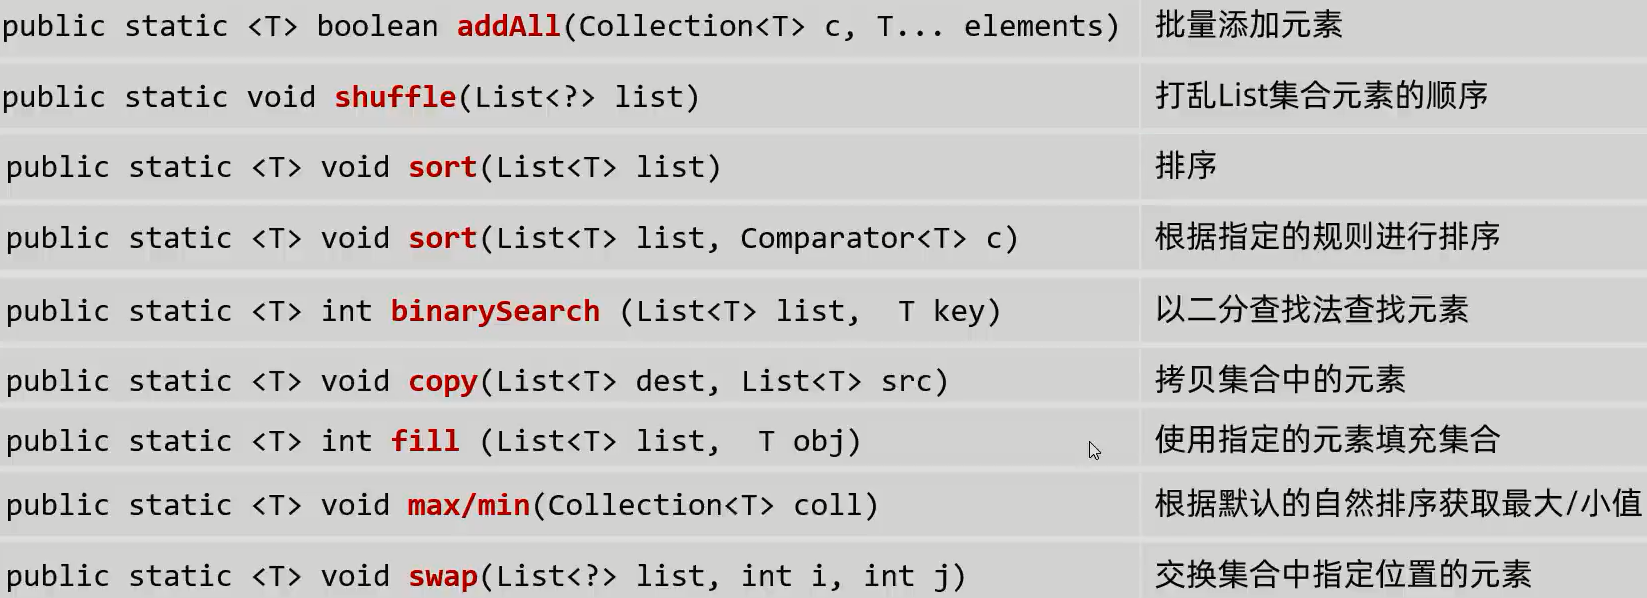 public static <T> boolean addAll(Collection<T> c, T... elements) 批量添加元素
public static void shuffle(List<?> list) 打乱List集合元素的顺序
public static <T> void sort(List<T> list) 排序
public static <T> void sort(List<T> list, Comparator<T> c) 根据指定的规则进行排序
public static <T> int binarySearch (List<T> list,  T key) 以二分查找法查找元素
public static <T> void copy(List<T> dest, List<T> src) 拷贝集合中的元素
public static <T> int fill (List<T> list,  T obj) 使用指定的元素填充集合
public static <T> void max/min(Collection<T> coll) 根据默认的自然排序获取最大/小值
public static <T> void swap(List<?> list, int i, int j) 交换集合中指定位置的元素